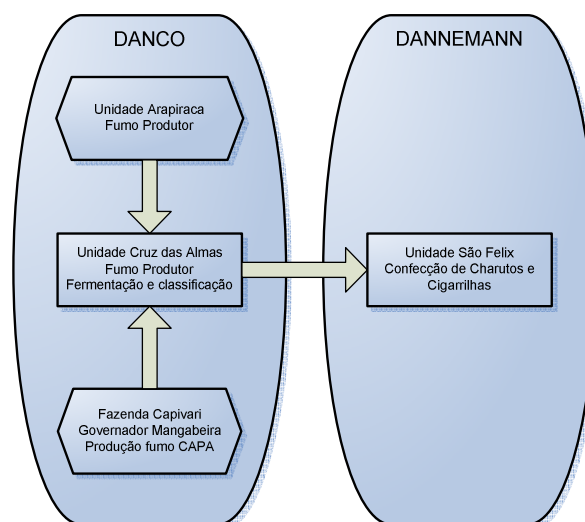 DANCO
Unidade Arapiraca
Fumo Produtor
Unidade Cruz das Almas
Fumo Produtor
Fermentação e classificação
Fazenda Capivari
Governador Mangabeira
Produção fumo CAPA
DANNEMANN
Unidade São Felix
Confecção de Charutos e
Cigarrilhas